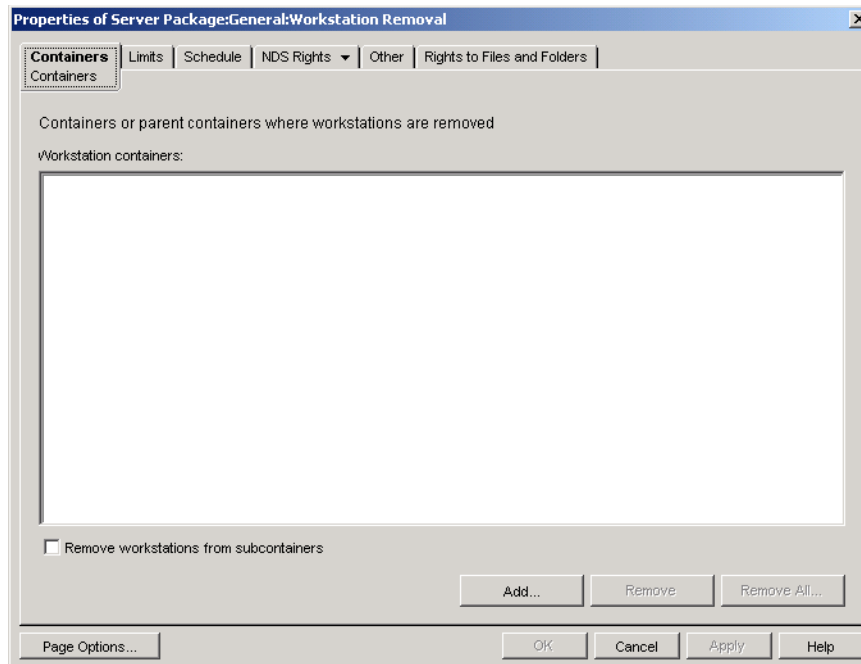 Properties of Server Package:General:Workstation Removal
Containers Limits Schedule NDS Rights Other Rights to Files and Folders
Containers
Containers or parent containers where workstations are removed
Workstation containers:
Remove workstations from subcontainers
Add... Remove Remove All...
Page Options... OK Cancel Apply Help